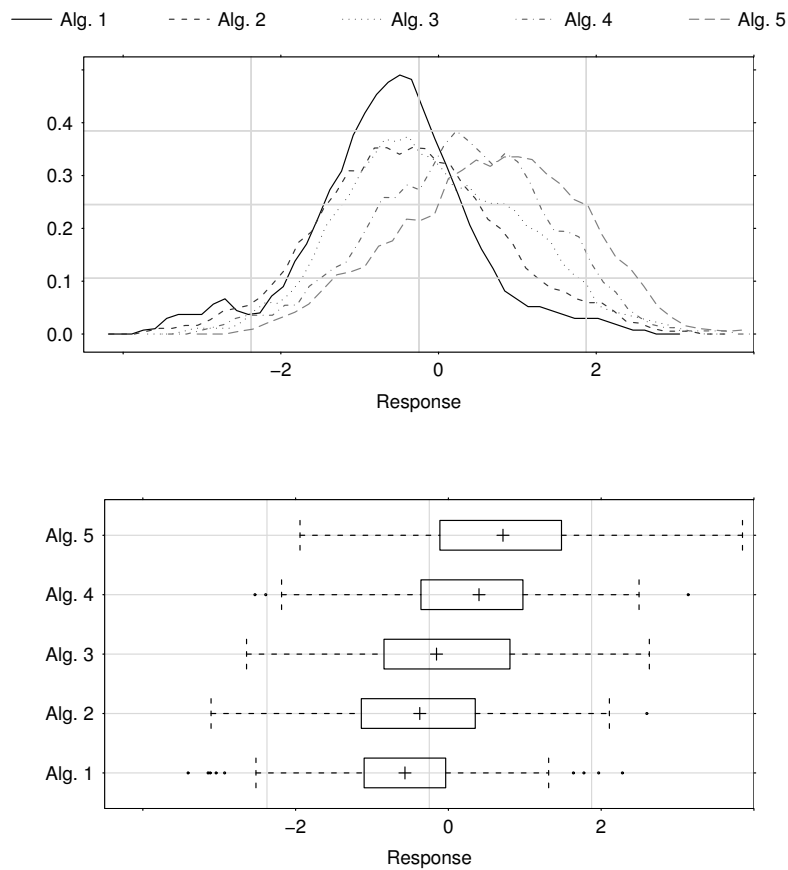 Alg. 1 Alg. 2 Alg. 3 Alg. 4 Alg. 5
0.4
0.3
0.2
0.1
0.0
−2 0 2
Response
Alg. 5
Alg. 4
Alg. 3
Alg. 2
Alg. 1
−2 0 2
Response